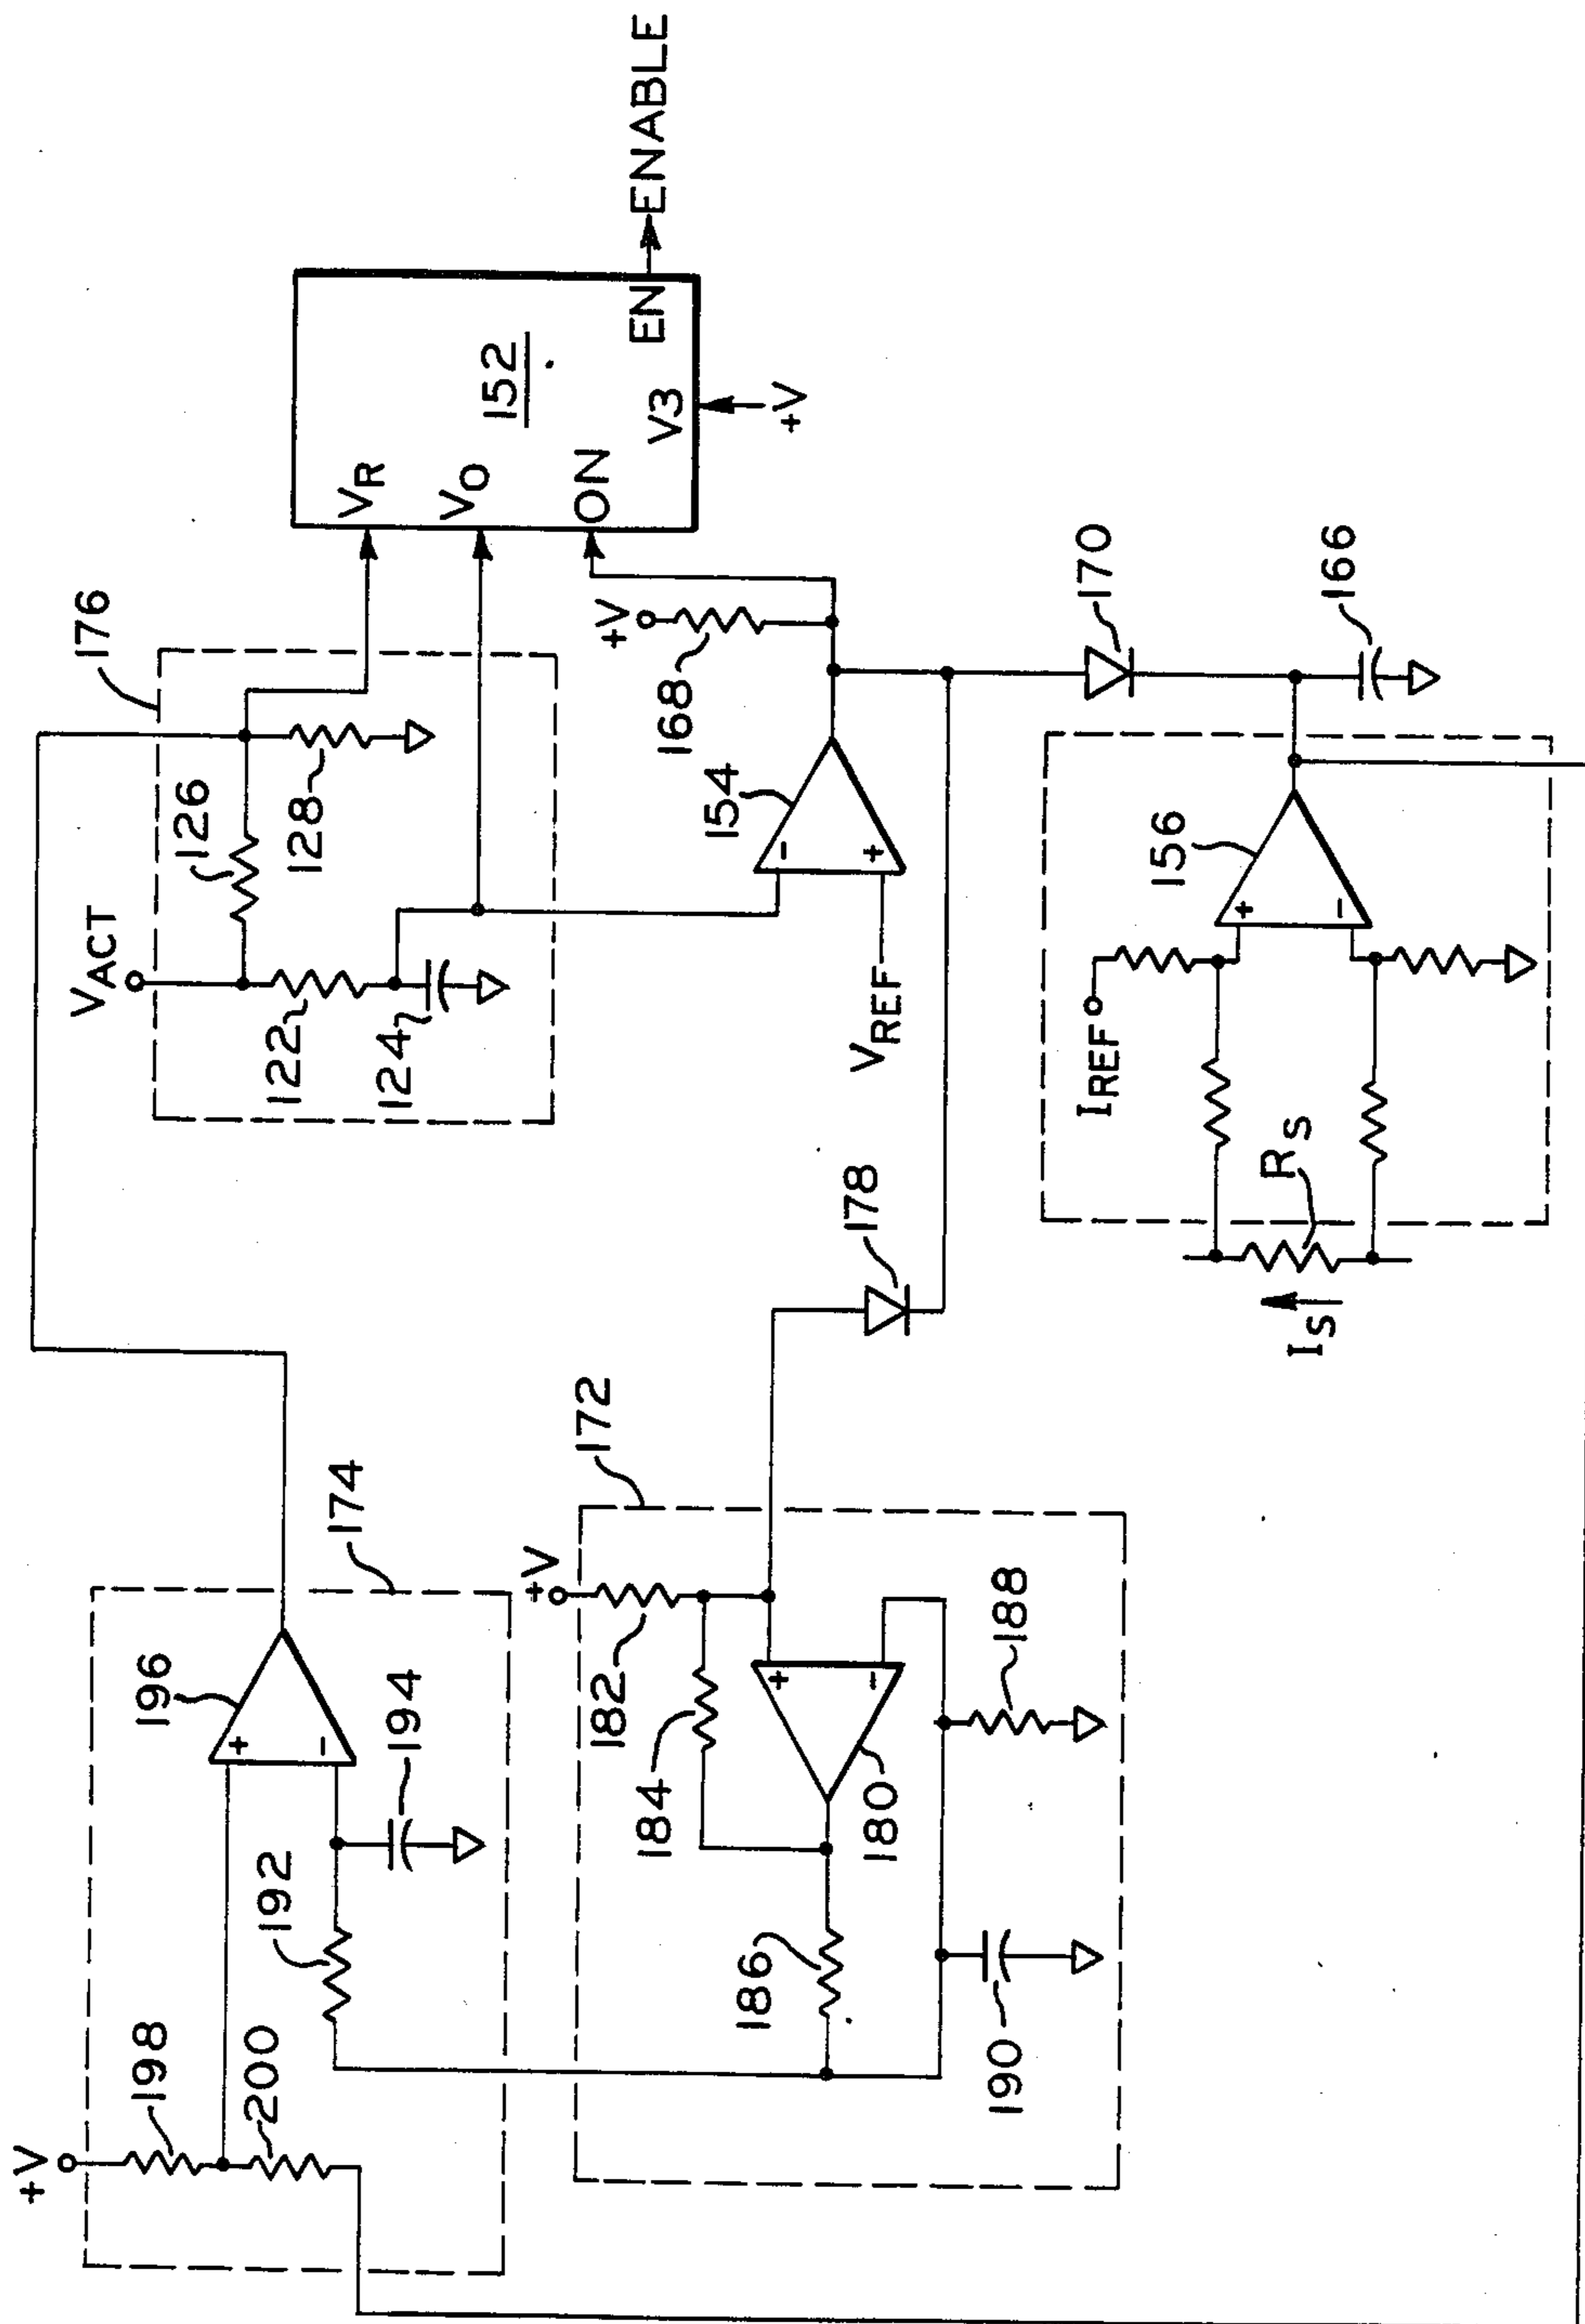 ENABLE
152
EN
V3
+V
VR
VO
ON
176
VACT
126
128
122
124
+V
168
154
-
+
VREF
170
166
178
156
+
-
IREF
RS
IS
174
196
+
-
194
192
198
200
+V
172
+V
182
184
+
-
180
186
188
190